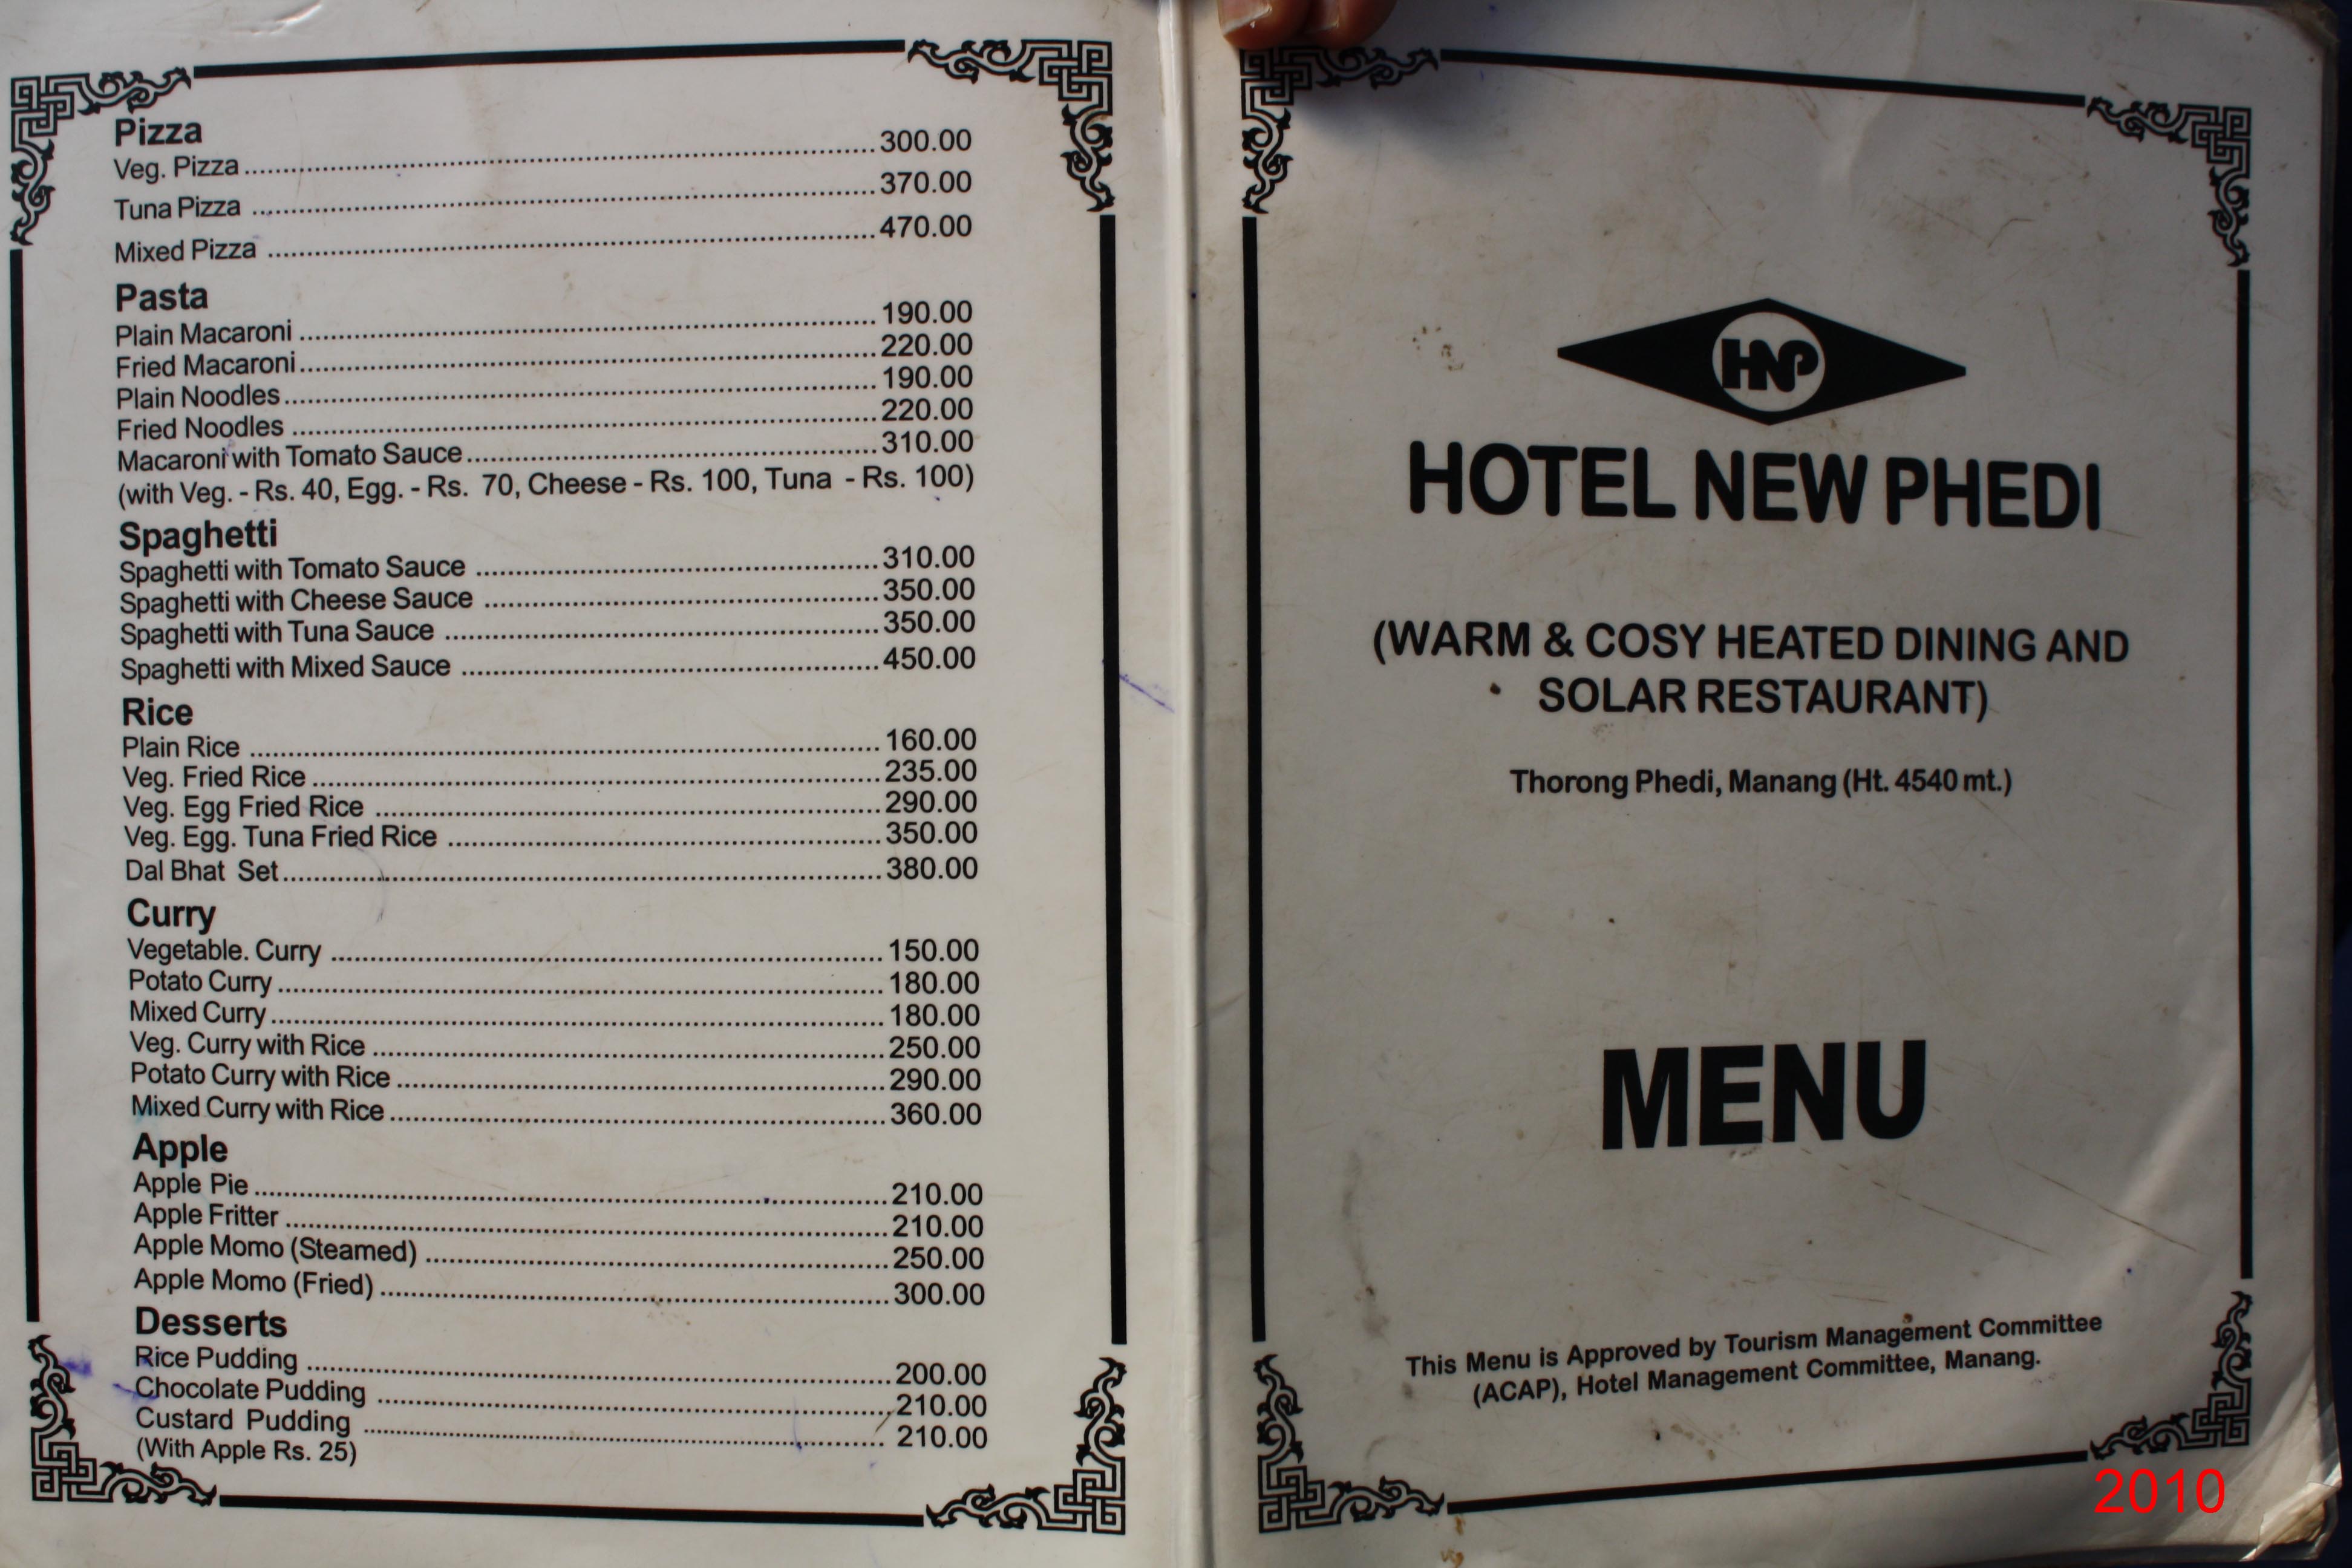 Pizza
Veg. Pizza ........ 300.00
Tuna Pizza ........ 370.00
Mixed Pizza ........ 470.00
Pasta
Plain Macaroni ........ 190.00
Fried Macaroni ........ 220.00
Plain Noodles ........ 190.00
Fried Noodles ........ 220.00
Macaroni with Tomato Sauce ........ 310.00
(with Veg. - Rs. 40, Egg. - Rs. 70, Cheese - Rs. 100, Tuna - Rs. 100)
Spaghetti
Spaghetti with Tomato Sauce ........ 310.00
Spaghetti with Cheese Sauce ........ 350.00
Spaghetti with Tuna Sauce ........ 350.00
Spaghetti with Mixed Sauce ........ 450.00
Rice
Plain Rice ........ 160.00
Veg. Fried Rice ........ 235.00
Veg. Egg Fried Rice ........ 290.00
Veg. Egg. Tuna Fried Rice ........ 350.00
Dal Bhat Set ........ 380.00
Curry
Vegetable. Curry ........ 150.00
Potato Curry ........ 180.00
Mixed Curry ........ 180.00
Veg. Curry with Rice ........ 250.00
Potato Curry with Rice ........ 290.00
Mixed Curry with Rice ........ 360.00
Apple
Apple Pie ........ 210.00
Apple Fritter ........ 210.00
Apple Momo (Steamed) ........ 250.00
Apple Momo (Fried) ........ 300.00
Desserts
Rice Pudding ........ 200.00
Chocolate Pudding ........ 210.00
Custard Pudding ........ 210.00
(With Apple Rs. 25)
HNP
HOTEL NEW PHEDI
(WARM & COSY HEATED DINING AND
SOLAR RESTAURANT)
Thorong Phedi, Manang (Ht. 4540 mt.)
MENU
This Menu is Approved by Tourism Management Committee
(ACAP), Hotel Management Committee, Manang.
2010